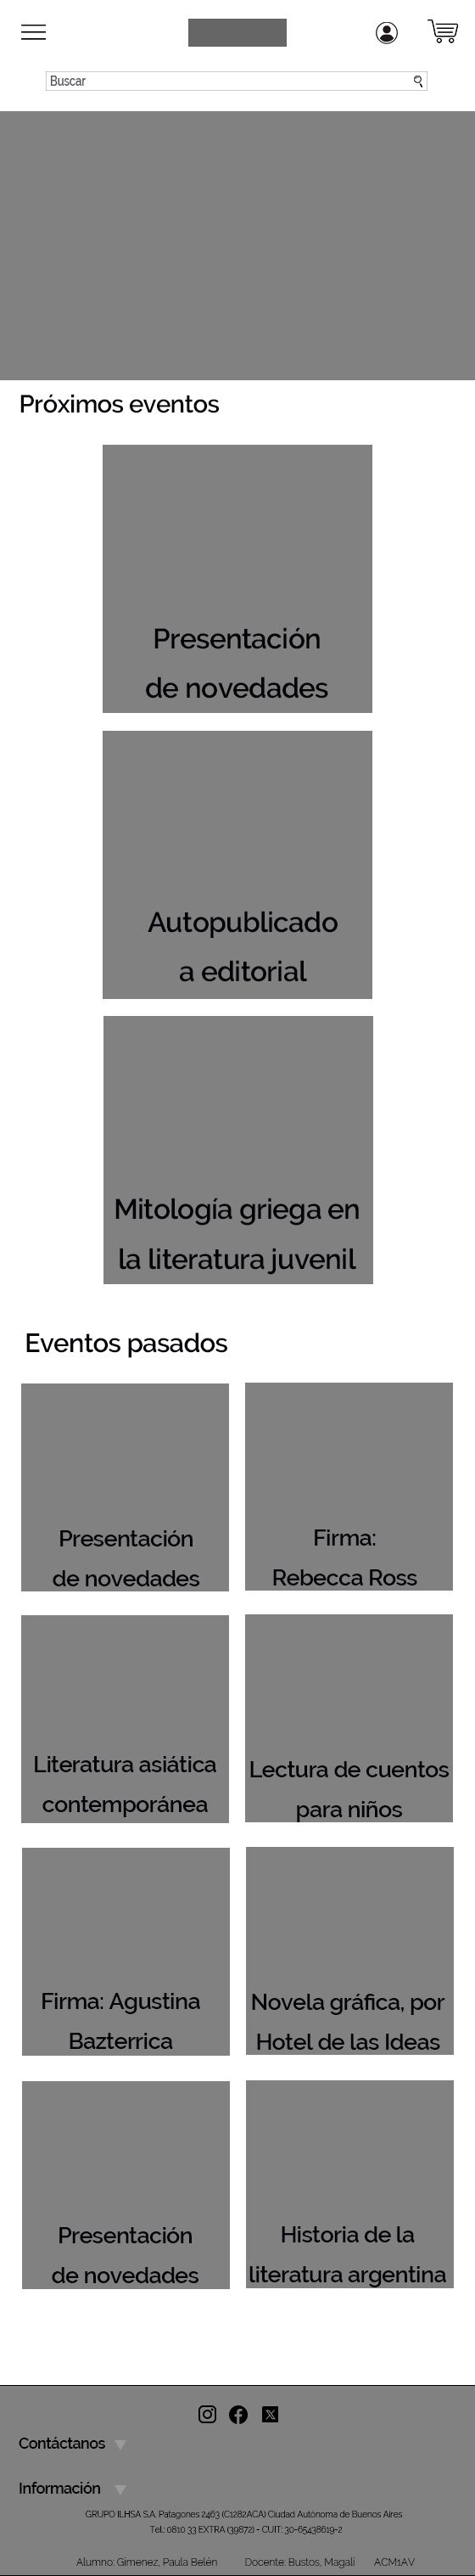 Buscar
Próximos eventos
Presentación
de novedades
Autopublicado
a editorial
Mitología griega en
la literatura juvenil
Eventos pasados
Presentación
de novedades
Firma:
Rebecca Ross
Literatura asiática
contemporánea
Lectura de cuentos
para niños
Firma: Agustina
Bazterrica
Novela gráfica, por
Hotel de las Ideas
Presentación
de novedades
Historia de la
literatura argentina
Contáctanos
Información
GRUPO ILHSA S.A. Patagones 2463 (C1282ACA) Ciudad Autónoma de Buenos Aires
Tel.: 0810 33 EXTRA (39872) - CUIT: 30-65438619-2
Alumno: Gimenez, Paula Belén Docente: Bustos, Magalí ACM1AV